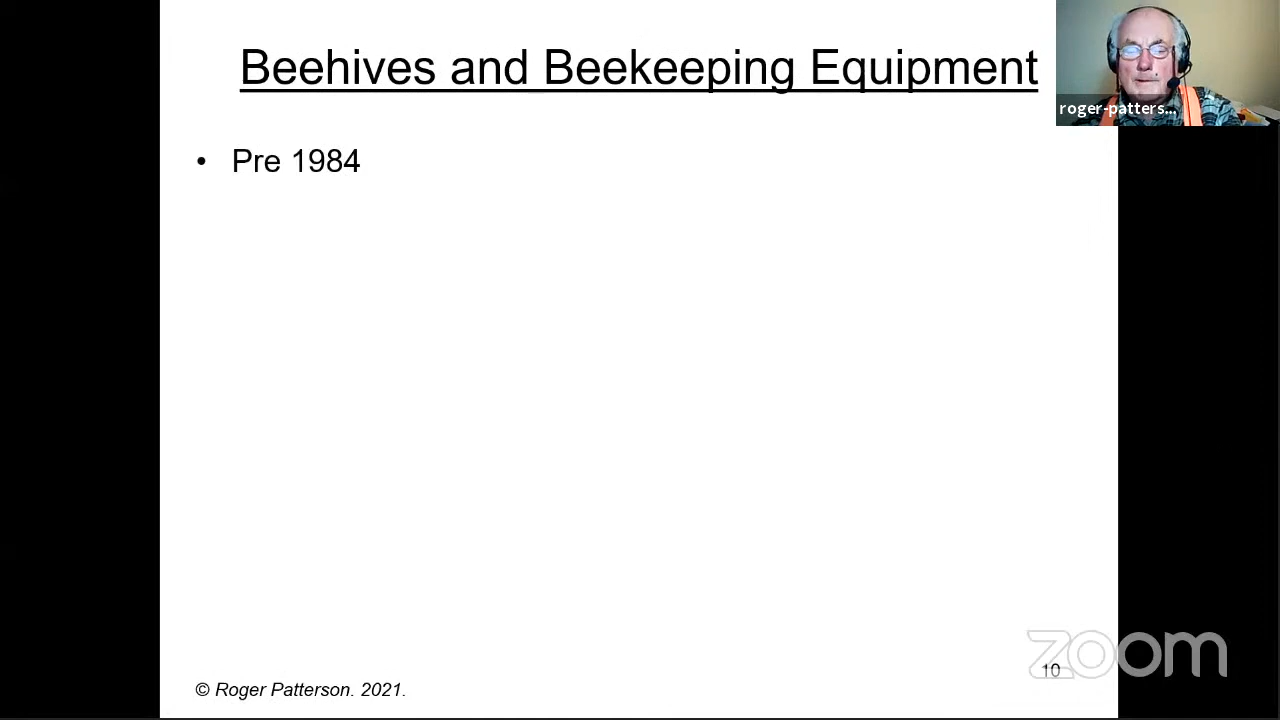 Beehives and Beekeeping Equipment
roger-patters...
• Pre 1984
zoom
10
© Roger Patterson. 2021.